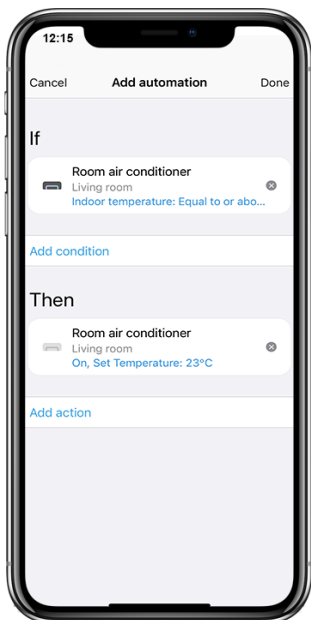 12:15
Cancel Add automation Done
If
Room air conditioner
Living room
Indoor temperature: Equal to or abo...
Add condition
Then
Room air conditioner
Living room
On, Set Temperature: 23°C
Add action